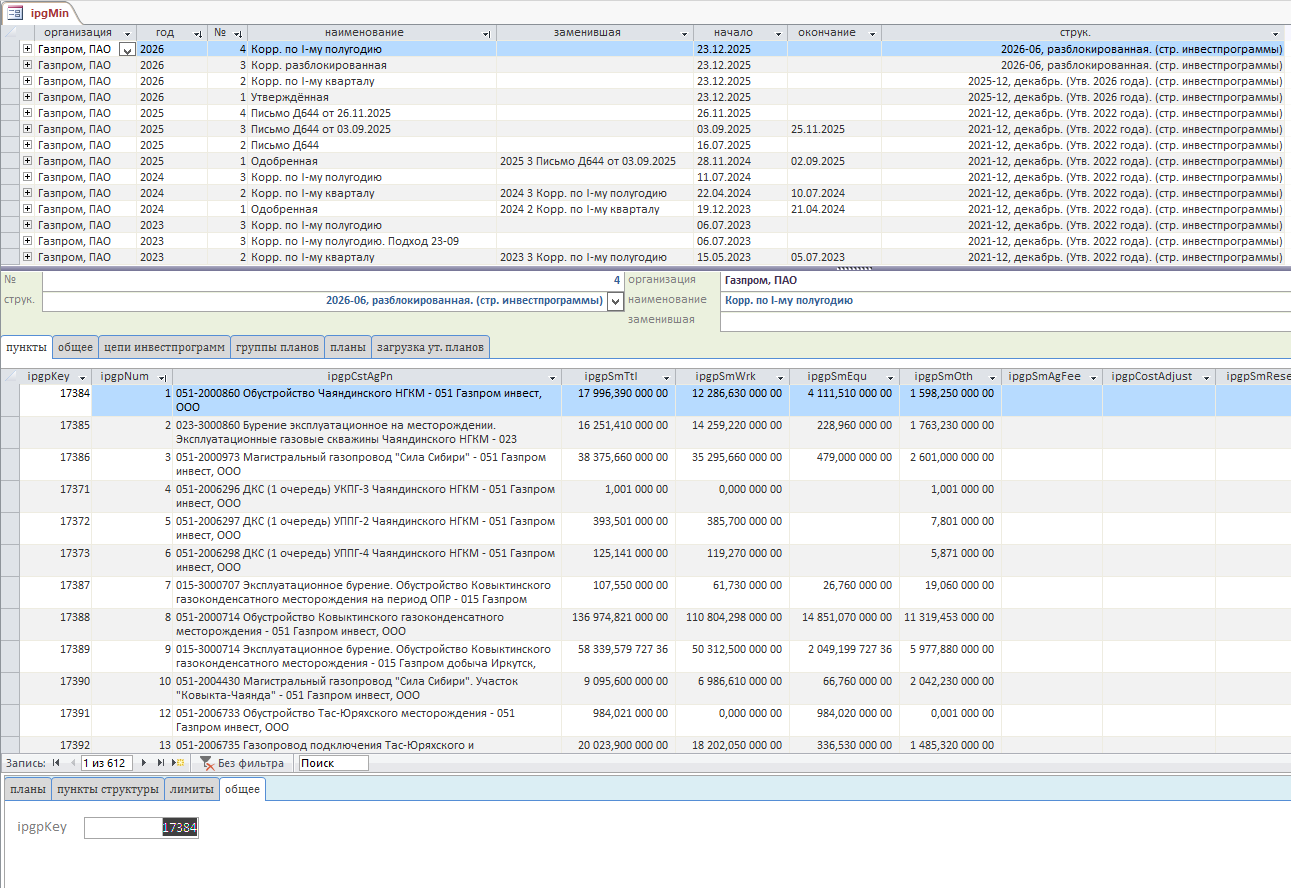 ipgMin
организация год № наименование заменившая начало окончание струк.
Газпром, ПАО 2026 4 Корр. по I-му полугодию 23.12.2025 2026-06, разблокированная. (стр. инвестпрограммы)
Газпром, ПАО 2026 3 Корр. разблокированная 23.12.2025 2026-06, разблокированная. (стр. инвестпрограммы)
Газпром, ПАО 2026 2 Корр. по I-му кварталу 23.12.2025 2025-12, декабрь. (Утв. 2026 года). (стр. инвестпрограммы)
Газпром, ПАО 2026 1 Утверждённая 23.12.2025 2025-12, декабрь. (Утв. 2026 года). (стр. инвестпрограммы)
Газпром, ПАО 2025 4 Письмо Д644 от 26.11.2025 26.11.2025 2021-12, декабрь. (Утв. 2022 года). (стр. инвестпрограммы)
Газпром, ПАО 2025 3 Письмо Д644 от 03.09.2025 03.09.2025 25.11.2025 2021-12, декабрь. (Утв. 2022 года). (стр. инвестпрограммы)
Газпром, ПАО 2025 2 Письмо Д644 16.07.2025 2021-12, декабрь. (Утв. 2022 года). (стр. инвестпрограммы)
Газпром, ПАО 2025 1 Одобренная 2025 3 Письмо Д644 от 03.09.2025 28.11.2024 02.09.2025 2021-12, декабрь. (Утв. 2022 года). (стр. инвестпрограммы)
Газпром, ПАО 2024 3 Корр. по I-му полугодию 11.07.2024 2021-12, декабрь. (Утв. 2022 года). (стр. инвестпрограммы)
Газпром, ПАО 2024 2 Корр. по I-му кварталу 2024 3 Корр. по I-му полугодию 22.04.2024 10.07.2024 2021-12, декабрь. (Утв. 2022 года). (стр. инвестпрограммы)
Газпром, ПАО 2024 1 Одобренная 2024 2 Корр. по I-му кварталу 19.12.2023 21.04.2024 2021-12, декабрь. (Утв. 2022 года). (стр. инвестпрограммы)
Газпром, ПАО 2023 3 Корр. по I-му полугодию 06.07.2023 2021-12, декабрь. (Утв. 2022 года). (стр. инвестпрограммы)
Газпром, ПАО 2023 3 Корр. по I-му полугодию. Подход 23-09 06.07.2023 2021-12, декабрь. (Утв. 2022 года). (стр. инвестпрограммы)
Газпром, ПАО 2023 2 Корр. по I-му кварталу 2023 3 Корр. по I-му полугодию 15.05.2023 05.07.2023 2021-12, декабрь. (Утв. 2022 года). (стр. инвестпрограммы)
№ 4 организация Газпром, ПАО
струк. 2026-06, разблокированная. (стр. инвестпрограммы) наименование Корр. по I-му полугодию
заменившая
пункты общее цепи инвестпрограмм группы планов планы загрузка ут. планов
ipgpKey ipgpNum ipgpCstAgPn ipgpSmTtl ipgpSmWrk ipgpSmEqu ipgpSmOth ipgpSmAgFee ipgpCostAdjust ipgpSmRese
17384 1 051-2000860 Обустройство Чаяндинского НГКМ - 051 Газпром инвест, 17 996,390 000 00 12 286,630 000 00 4 111,510 000 00 1 598,250 000 00
ООО
17385 2 023-3000860 Бурение эксплуатационное на месторождении. 16 251,410 000 00 14 259,220 000 00 228,960 000 00 1 763,230 000 00
Эксплуатационные газовые скважины Чаяндинского НГКМ - 023
17386 3 051-2000973 Магистральный газопровод "Сила Сибири" - 051 Газпром 38 375,660 000 00 35 295,660 000 00 479,000 000 00 2 601,000 000 00
инвест, ООО
17371 4 051-2006296 ДКС (1 очередь) УКПГ-3 Чаяндинского НГКМ - 051 Газпром 1,001 000 00 0,000 000 00 1,001 000 00
инвест, ООО
17372 5 051-2006297 ДКС (1 очередь) УППГ-2 Чаяндинского НГКМ - 051 Газпром 393,501 000 00 385,700 000 00 7,801 000 00
инвест, ООО
17373 6 051-2006298 ДКС (1 очередь) УППГ-4 Чаяндинского НГКМ - 051 Газпром 125,141 000 00 119,270 000 00 5,871 000 00
инвест, ООО
17387 7 015-3000707 Эксплуатационное бурение. Обустройство Ковыктинского 107,550 000 00 61,730 000 00 26,760 000 00 19,060 000 00
газоконденсатного месторождения на период ОПР - 015 Газпром
17388 8 051-2000714 Обустройство Ковыктинского газоконденсатного 136 974,821 000 00 110 804,298 000 00 14 851,070 000 00 11 319,453 000 00
месторождения - 051 Газпром инвест, ООО
17389 9 015-3000714 Эксплуатационное бурение. Обустройство Ковыктинского 58 339,579 727 36 50 312,500 000 00 2 049,199 727 36 5 977,880 000 00
газоконденсатного месторождения - 015 Газпром добыча Иркутск,
17390 10 051-2004430 Магистральный газопровод "Сила Сибири". Участок 9 095,600 000 00 6 986,610 000 00 66,760 000 00 2 042,230 000 00
"Ковыкта-Чаянда" - 051 Газпром инвест, ООО
17391 12 051-2006733 Обустройство Тас-Юряхского месторождения - 051 984,021 000 00 0,000 000 00 984,020 000 00 0,001 000 00
Газпром инвест, ООО
17392 13 051-2006735 Газопровод подключения Тас-Юряхского и 20 023,900 000 00 18 202,050 000 00 336,530 000 00 1 485,320 000 00
Запись: 1 из 612 Без фильтра Поиск
планы пункты структуры лимиты общее
ipgpKey 17384